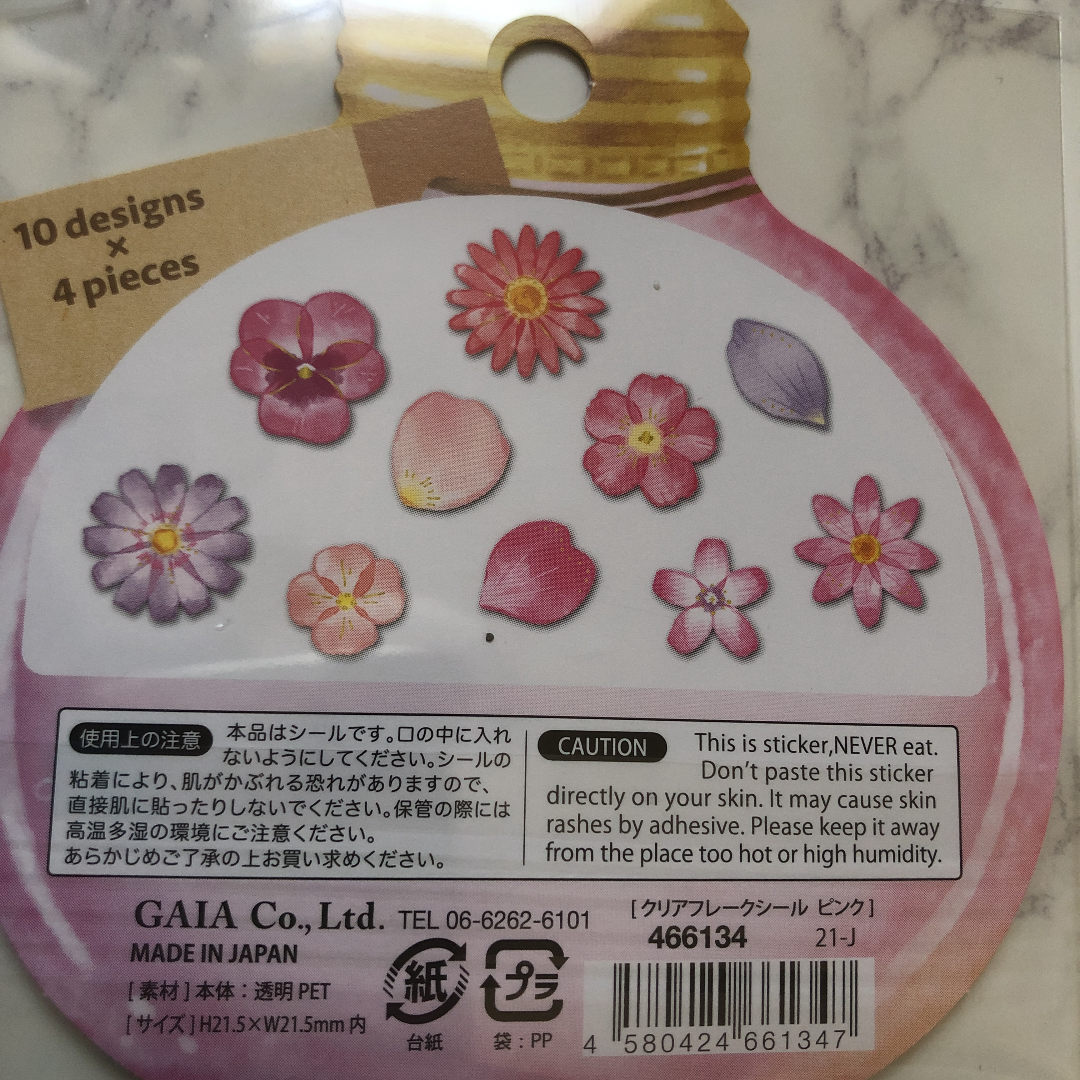 10 designs
×
4 pieces
使用上の注意
本品はシールです。口の中に入れ
ないようにしてください。シールの
粘着により、肌がかぶれる恐れがありますので、
直接肌に貼ったりしないでください。保管の際には
高温多湿の環境にご注意ください。
あらかじめご了承の上お買い求めください。
CAUTION
This is sticker,NEVER eat.
Don't paste this sticker
directly on your skin. It may cause skin
rashes by adhesive. Please keep it away
from the place too hot or high humidity.
GAIA Co., Ltd. TEL 06-6262-6101
MADE IN JAPAN
[素材]本体：透明 PET
[サイズ]H21.5×W21.5mm 内
紙
台紙
プラ
袋：PP
[クリアフレークシール ピンク]
466134 21-J
4 580424 661347